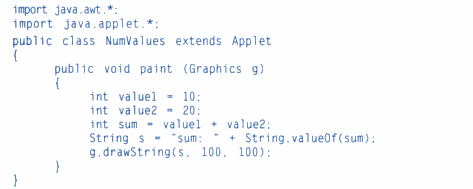 import java.awt.*;
import java.applet.*;
public class NumValues extends Applet
{
public void paint (Graphics g)
{
int value1 = 10;
int value2 = 20;
int sum = value1 + value2;
String s = "sum: " + String.valueOf(sum);
g.drawString(s, 100, 100);
}
}